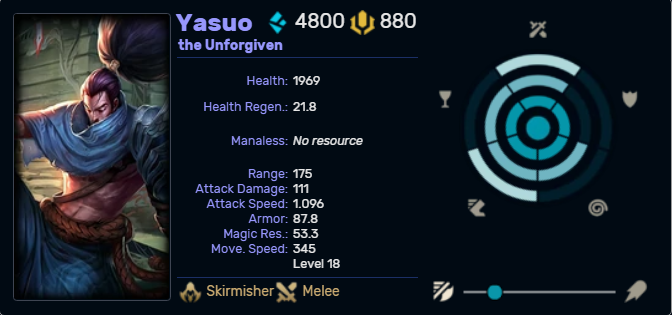 Yasuo 4800 880
the Unforgiven
Health: 1969
Health Regen.: 21.8
Manaless: No resource
Range: 175
Attack Damage: 111
Attack Speed: 1.096
Armor: 87.8
Magic Res.: 53.3
Move. Speed: 345
Level 18
Skirmisher Melee